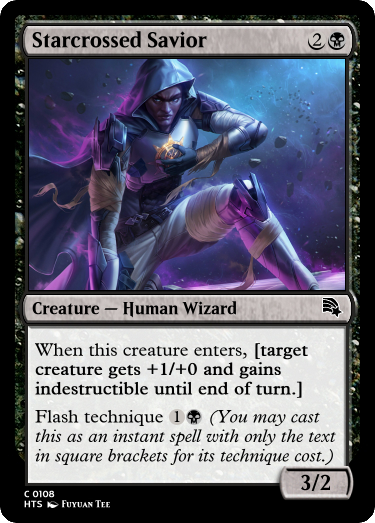 Starcrossed Savior 2
Creature — Human Wizard
When this creature enters, [target
creature gets +1/+0 and gains
indestructible until end of turn.]
Flash technique 1 (You may cast
this as an instant spell with only the text
in square brackets for its technique cost.)
3/2
C 0108
HTS Fuyuan Tee